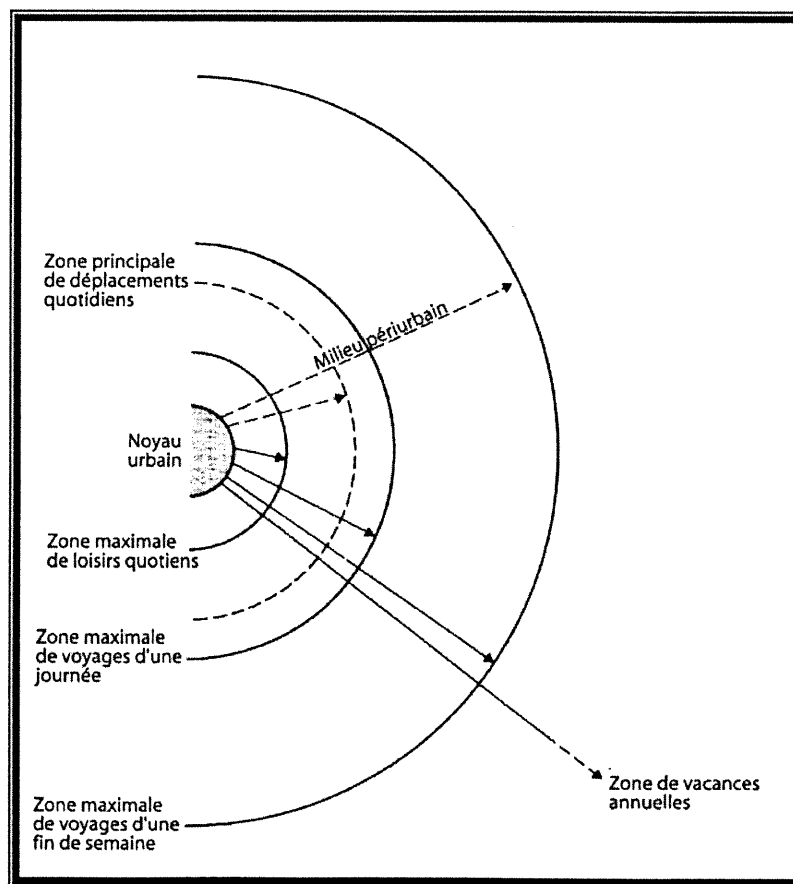 Zone principale
de déplacements
quotidiens
Milieu périurbain
Noyau
urbain
Zone maximale
de loisirs quotiens
Zone maximale
de voyages d'une
journée
Zone de vacances
annuelles
Zone maximale
de voyages d'une
fin de semaine